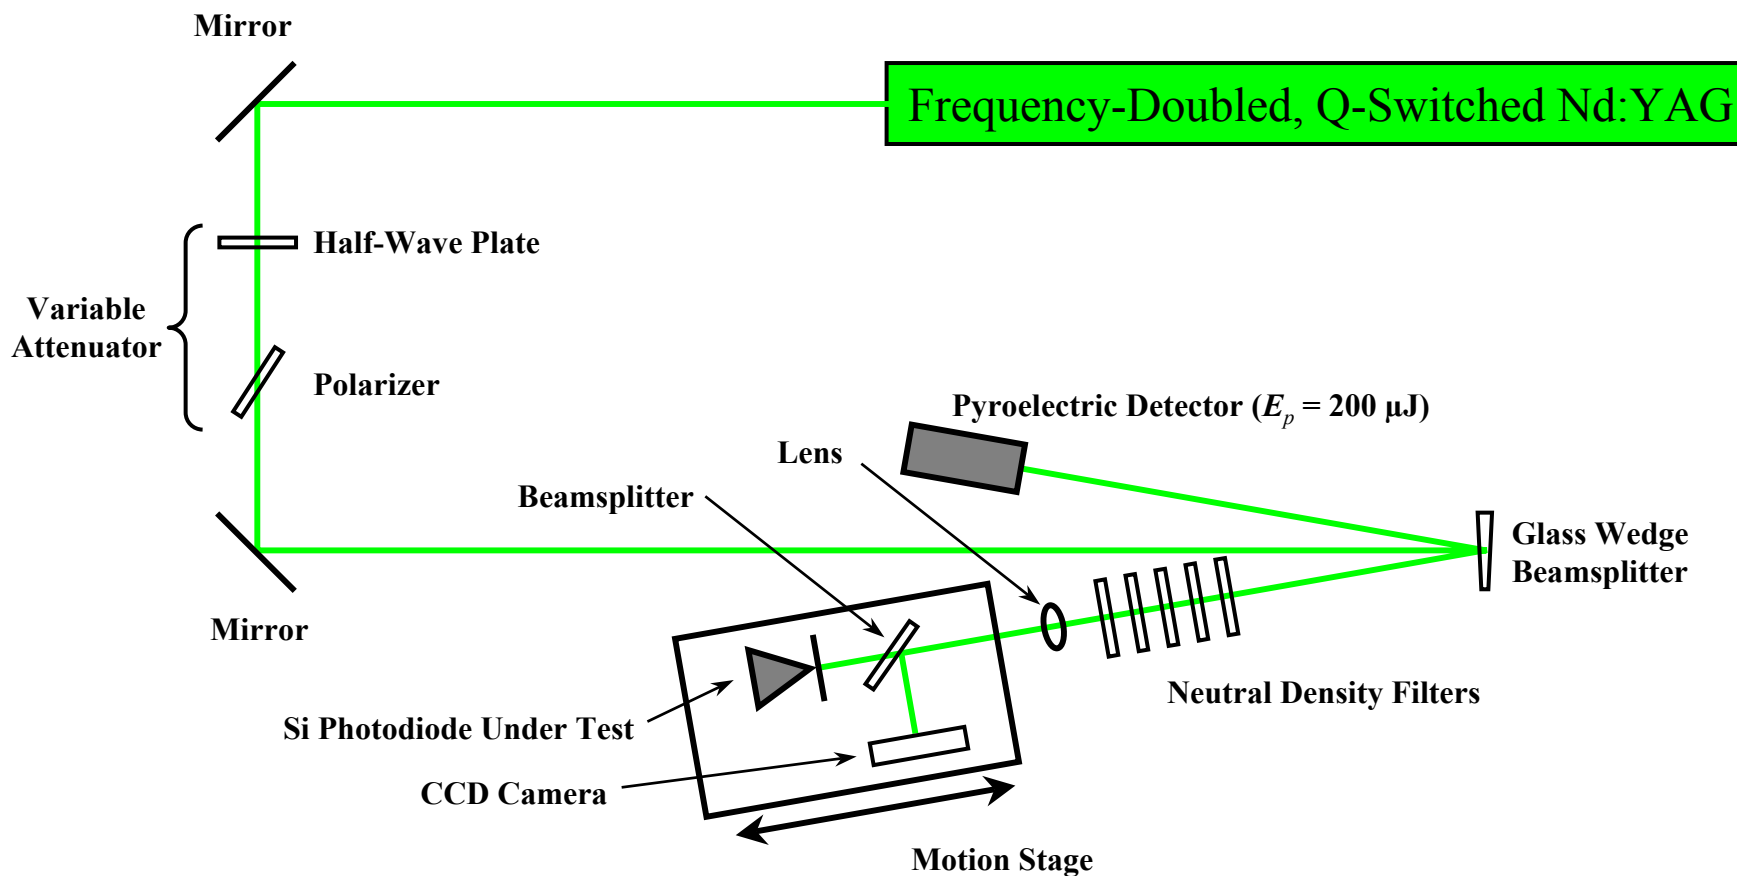 Mirror
Frequency-Doubled, Q-Switched Nd:YAG
Half-Wave Plate
Variable
Attenuator
Polarizer
Pyroelectric Detector (Eₚ = 200 µJ)
Lens
Beamsplitter
Glass Wedge
Beamsplitter
Mirror
Neutral Density Filters
Si Photodiode Under Test
CCD Camera
Motion Stage